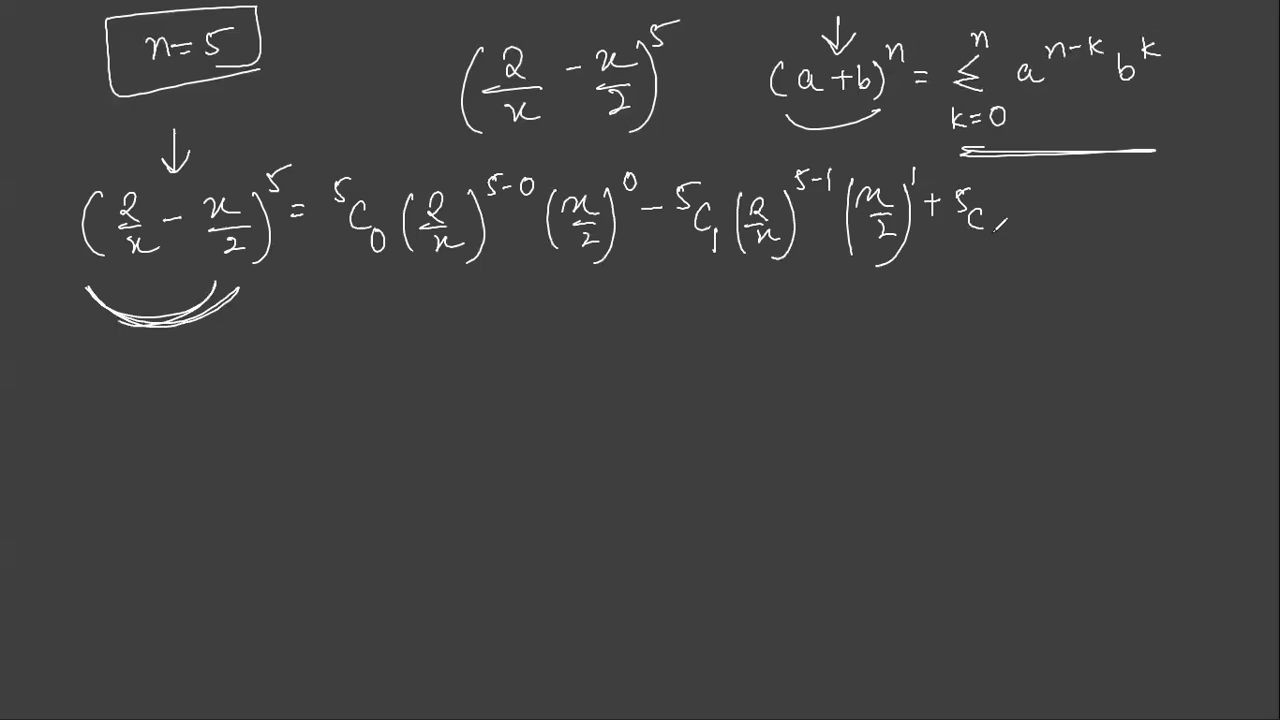 n=5
(2/x - x/2)^5
(a+b)^n = Σ_{k=0}^{n} a^{n-k} b^k
(2/x - x/2)^5 = ^5C_0 (2/x)^{5-0} (x/2)^0 - ^5C_1 (2/x)^{5-1} (x/2)^1 + ^5C